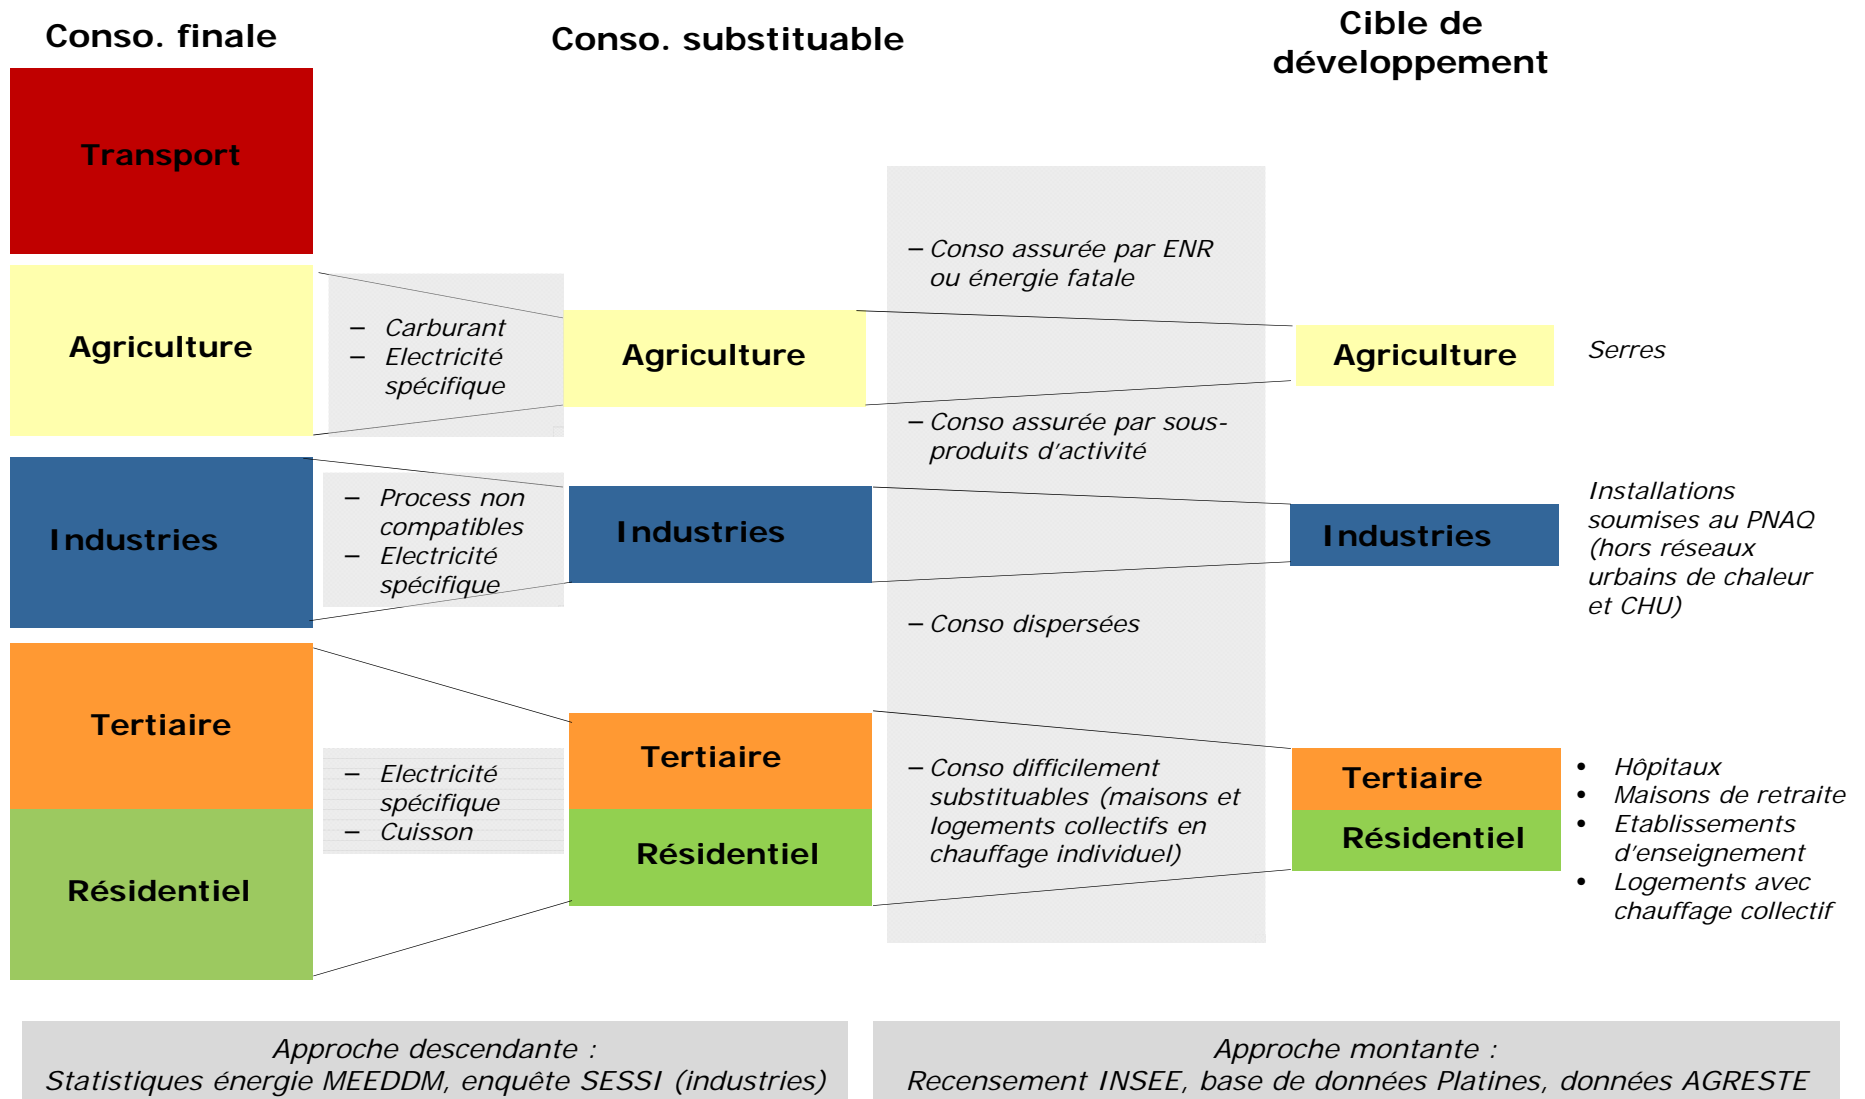 Conso. finale
Conso. substituable
Cible de
développement
Transport
Agriculture
– Carburant
– Electricité
spécifique
Agriculture
– Conso assurée par ENR
ou énergie fatale
Agriculture
Serres
– Conso assurée par sous-
produits d’activité
Industries
– Process non
compatibles
– Electricité
spécifique
Industries
Industries
Installations
soumises au PNAQ
(hors réseaux
urbains de chaleur
et CHU)
– Conso dispersées
Tertiaire
Résidentiel
– Electricité
spécifique
– Cuisson
Tertiaire
Résidentiel
– Conso difficilement
substituables (maisons et
logements collectifs en
chauffage individuel)
Tertiaire
Résidentiel
• Hôpitaux
• Maisons de retraite
• Etablissements
d’enseignement
• Logements avec
chauffage collectif
Approche descendante :
Statistiques énergie MEEDDM, enquête SESSI (industries)
Approche montante :
Recensement INSEE, base de données Platines, données AGRESTE